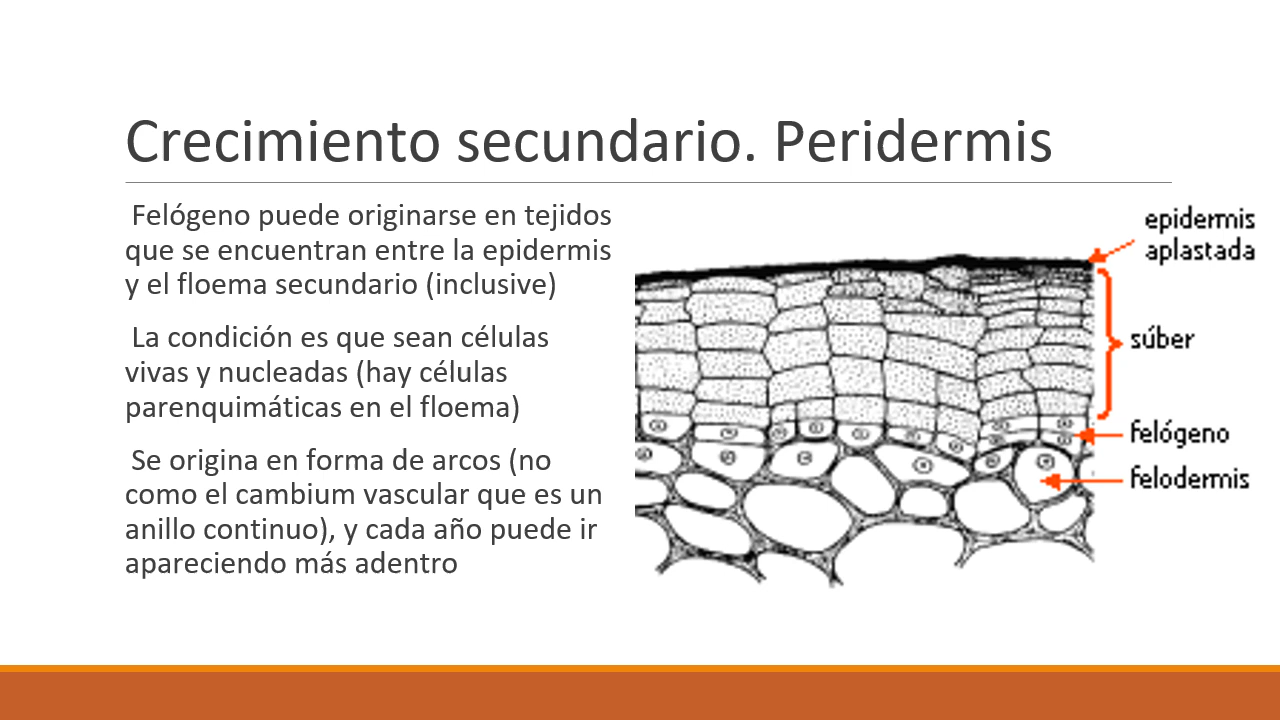 Crecimiento secundario. Peridermis
Felógeno puede originarse en tejidos
que se encuentran entre la epidermis
y el floema secundario (inclusive)
La condición es que sean células
vivas y nucleadas (hay células
parenquimáticas en el floema)
Se origina en forma de arcos (no
como el cambium vascular que es un
anillo continuo), y cada año puede ir
apareciendo más adentro
epidermis
aplastada
súber
felógeno
felodermis